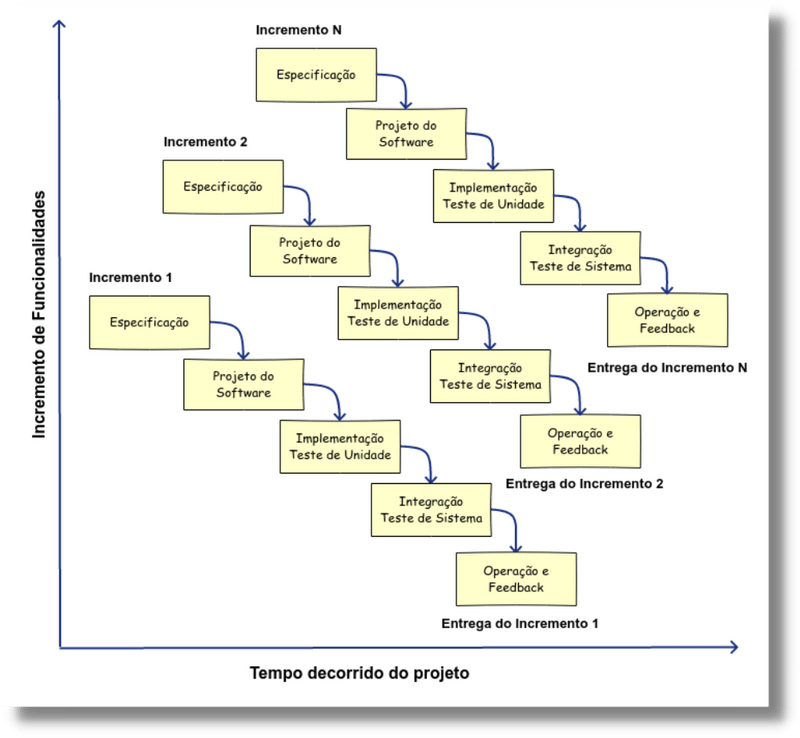 Incremento N
Especificação
Projeto do
Software
Implementação
Teste de Unidade
Integração
Teste de Sistema
Operação e
Feedback
Entrega do Incremento N
Incremento 2
Especificação
Projeto do
Software
Implementação
Teste de Unidade
Integração
Teste de Sistema
Operação e
Feedback
Entrega do Incremento 2
Incremento 1
Especificação
Projeto do
Software
Implementação
Teste de Unidade
Integração
Teste de Sistema
Operação e
Feedback
Entrega do Incremento 1
Incremento de Funcionalidades
Tempo decorrido do projeto